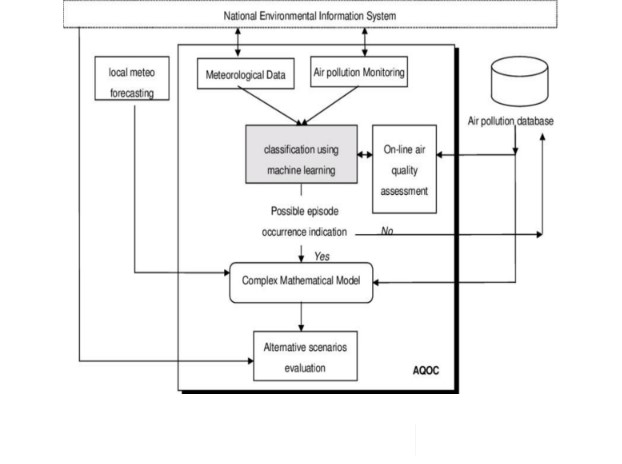 National Environmental Information System
local meteo
forecasting
Meteorological Data
Air pollution Monitoring
Air pollution database
classification using
machine learning
On-line air
quality
assessment
Possible episode
occurrence indication
No
Yes
Complex Mathematical Model
Alternative scenarios
evaluation
AQOC